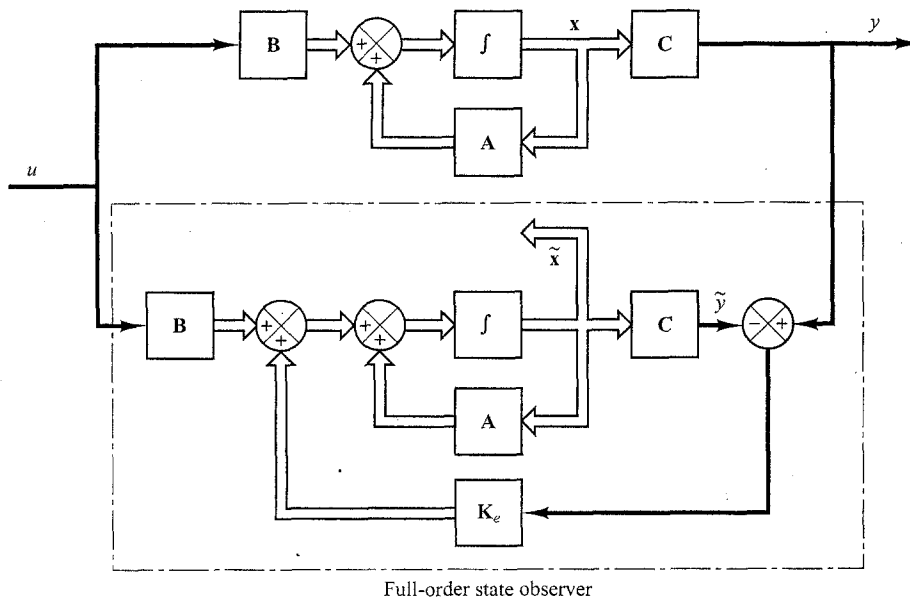 y
B
+
+
∫
x
C
A
u
x̃
B
+
+
+
+
∫
C
ỹ
−
+
A
Kₑ
Full-order state observer